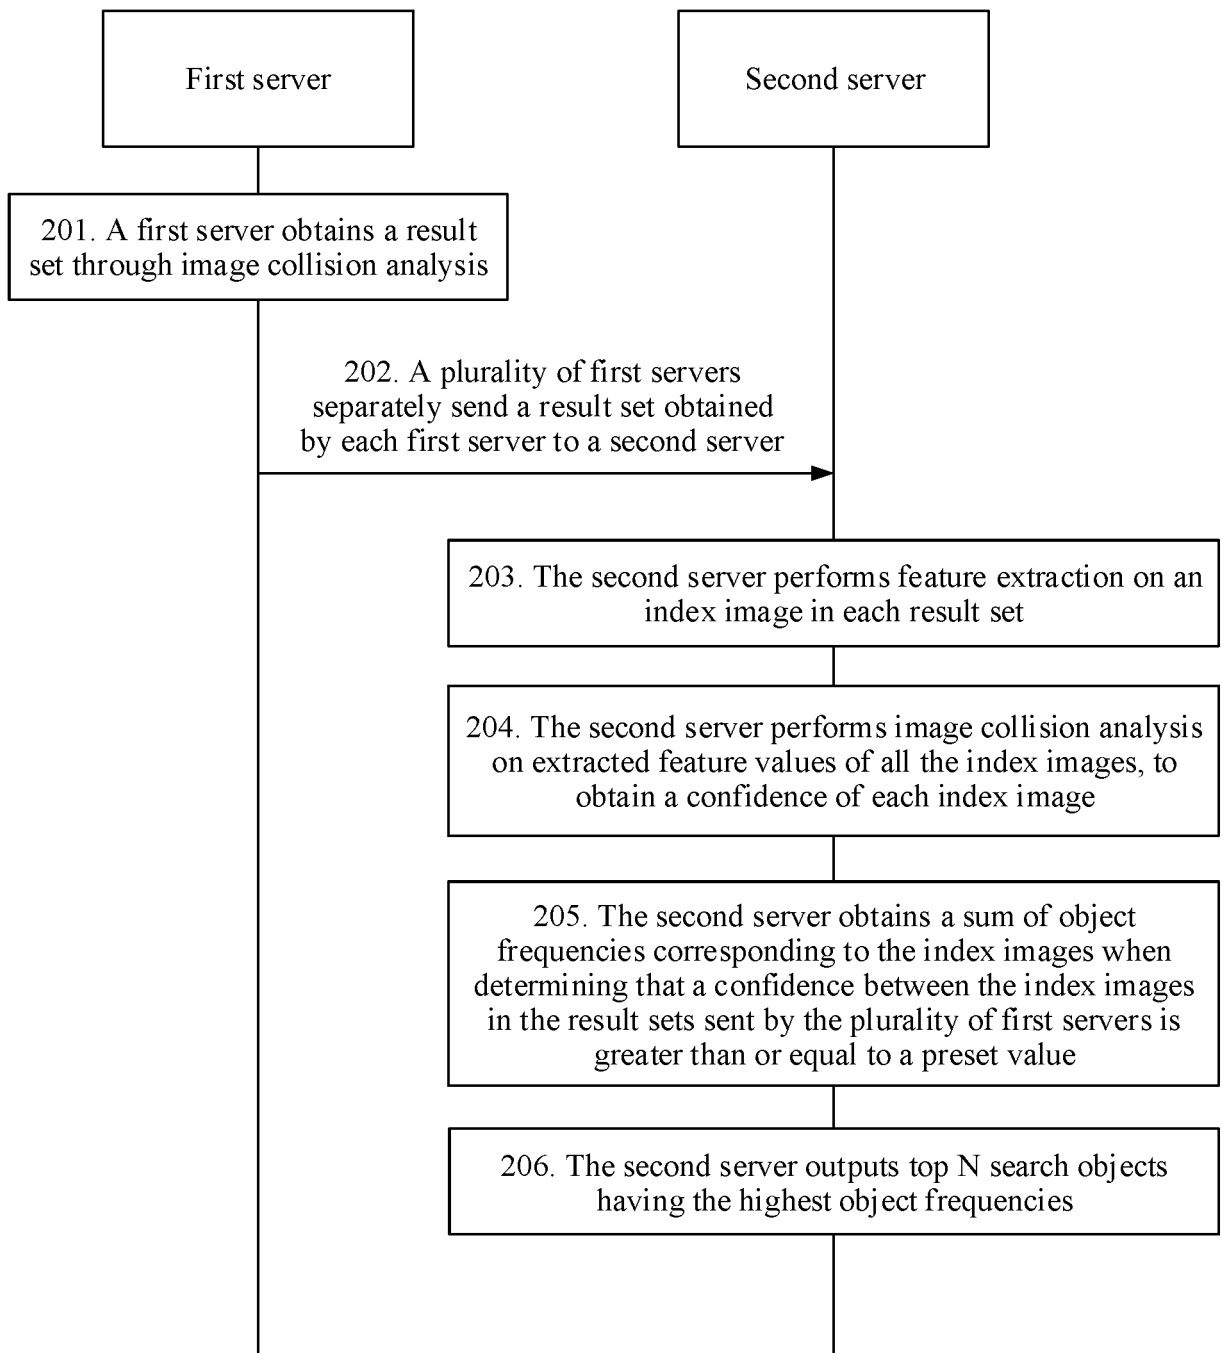 First server
Second server
201. A first server obtains a result
set through image collision analysis
202. A plurality of first servers
separately send a result set obtained
by each first server to a second server
203. The second server performs feature extraction on an
index image in each result set
204. The second server performs image collision analysis
on extracted feature values of all the index images, to
obtain a confidence of each index image
205. The second server obtains a sum of object
frequencies corresponding to the index images when
determining that a confidence between the index images
in the result sets sent by the plurality of first servers is
greater than or equal to a preset value
206. The second server outputs top N search objects
having the highest object frequencies